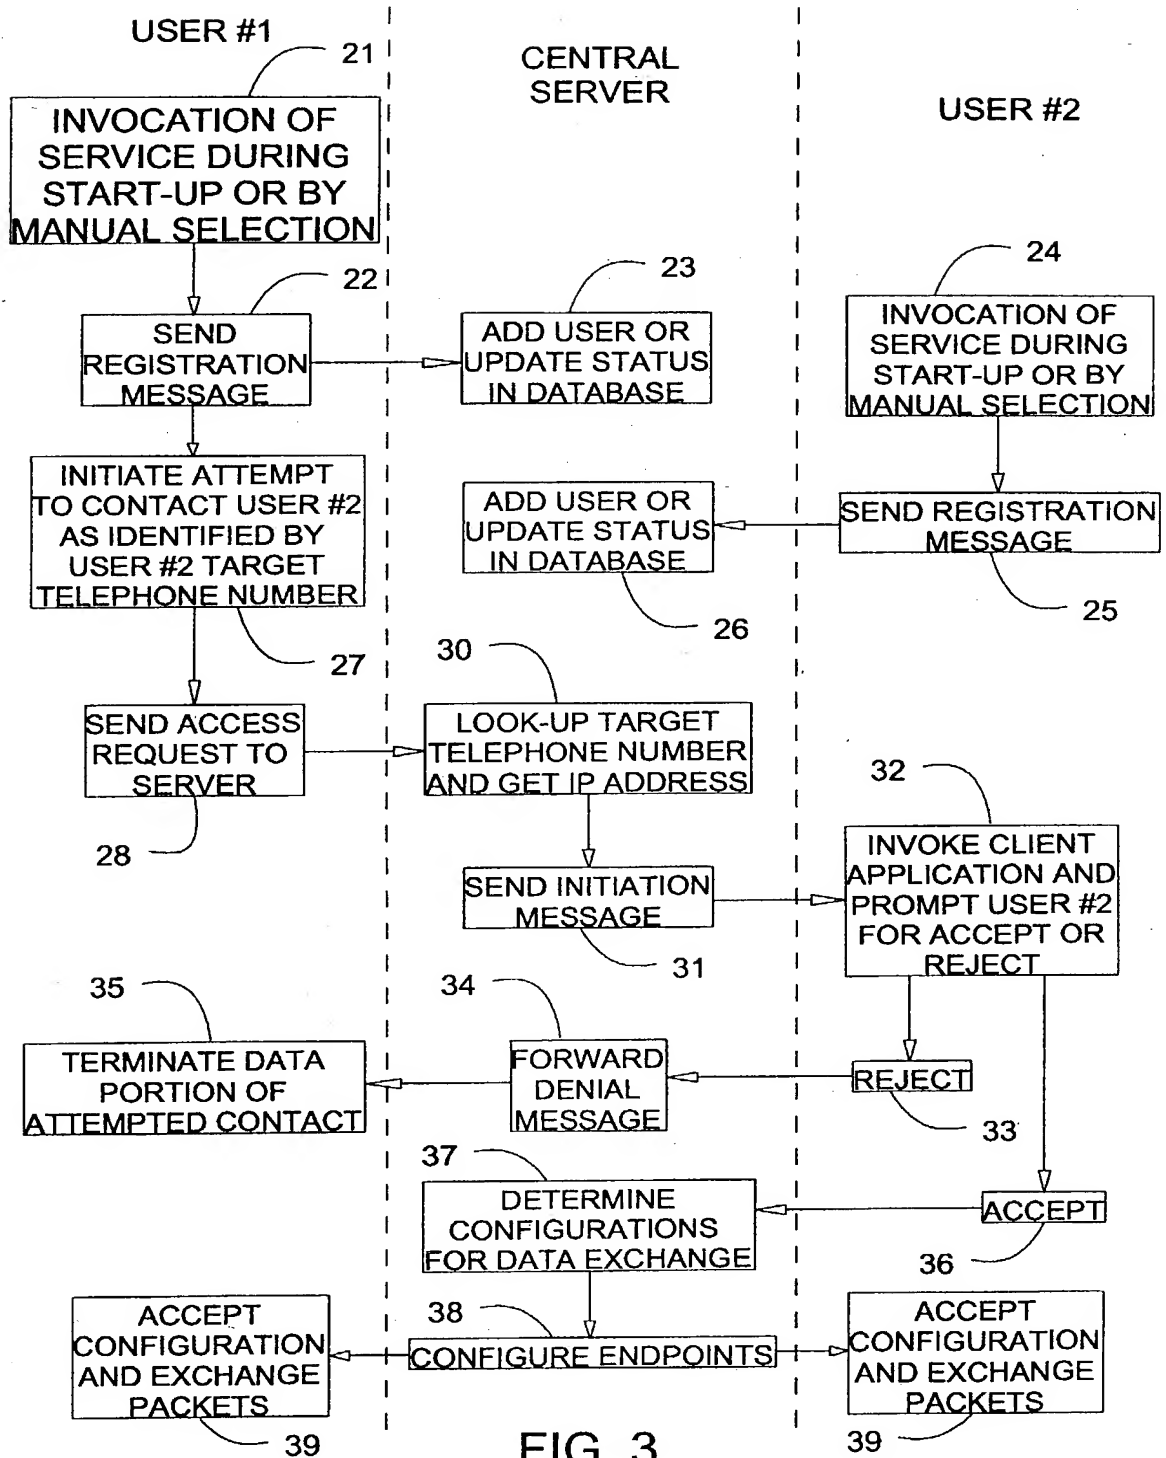 USER #1
21
CENTRAL
SERVER
USER #2
INVOCATION OF
SERVICE DURING
START-UP OR BY
MANUAL SELECTION
22
23
24
SEND
REGISTRATION
MESSAGE
ADD USER OR
UPDATE STATUS
IN DATABASE
INVOCATION OF
SERVICE DURING
START-UP OR BY
MANUAL SELECTION
INITIATE ATTEMPT
TO CONTACT USER #2
AS IDENTIFIED BY
USER #2 TARGET
TELEPHONE NUMBER
ADD USER OR
UPDATE STATUS
IN DATABASE
SEND REGISTRATION
MESSAGE
25
26
27
30
SEND ACCESS
REQUEST TO
SERVER
LOOK-UP TARGET
TELEPHONE NUMBER
AND GET IP ADDRESS
28
32
SEND INITIATION
MESSAGE
INVOKE CLIENT
APPLICATION AND
PROMPT USER #2
FOR ACCEPT OR
REJECT
31
35
34
TERMINATE DATA
PORTION OF
ATTEMPTED CONTACT
FORWARD
DENIAL
MESSAGE
REJECT
33
37
DETERMINE
CONFIGURATIONS
FOR DATA EXCHANGE
ACCEPT
36
38
ACCEPT
CONFIGURATION
AND EXCHANGE
PACKETS
CONFIGURE ENDPOINTS
ACCEPT
CONFIGURATION
AND EXCHANGE
PACKETS
39
39
FIG. 3